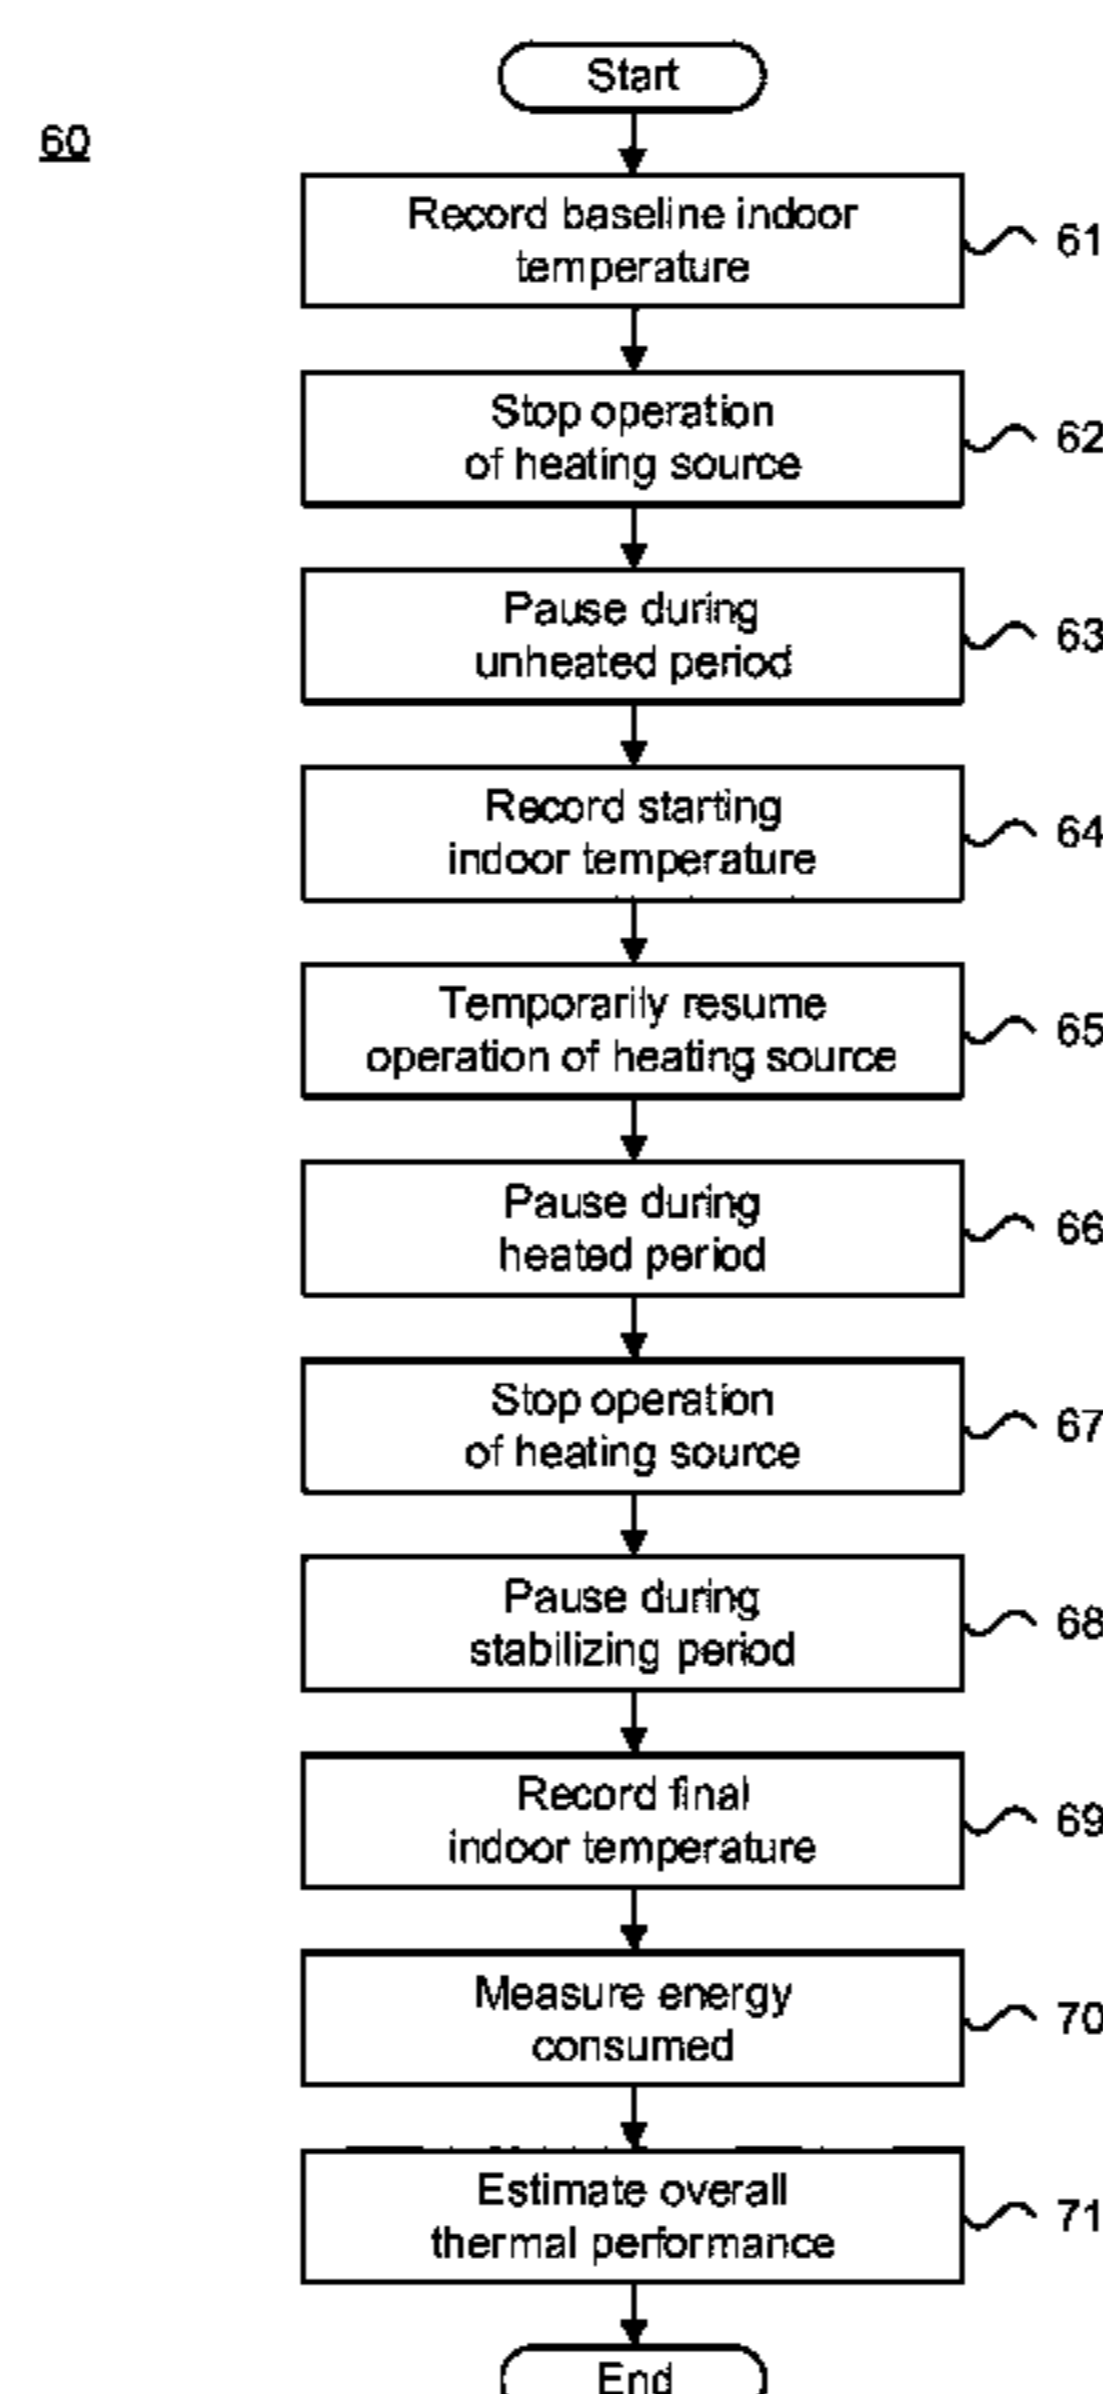 Start
60
Record baseline indoor
temperature
61
Stop operation
of heating source
62
Pause during
unheated period
63
Record starting
indoor temperature
64
Temporarily resume
operation of heating source
65
Pause during
heated period
66
Stop operation
of heating source
67
Pause during
stabilizing period
68
Record final
indoor temperature
69
Measure energy
consumed
70
Estimate overall
thermal performance
71
End